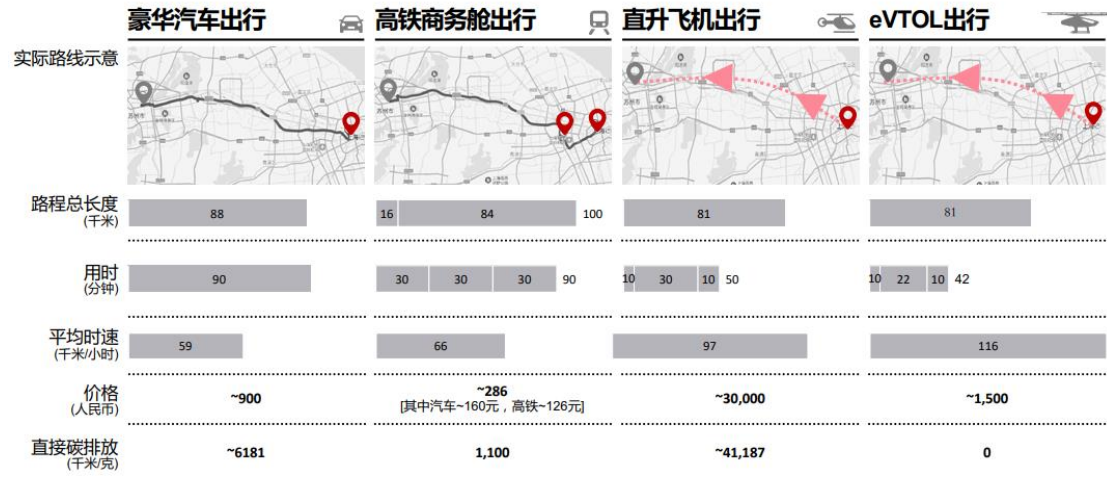 豪华汽车出行 高铁商务舱出行 直升飞机出行 eVTOL出行
实际路线示意
路程总长度 88 16 84 100 81 81
(千米)
用时 90 30 30 30 90 10 30 10 50 10 22 10 42
(分钟)
平均时速 59 66 97 116
(千米/小时)
价格 ~900 ~286 ~30,000 ~1,500
(人民币) [其中汽车~160元，高铁~126元]
直接碳排放 ~6181 1,100 ~41,187 0
(千米/克)